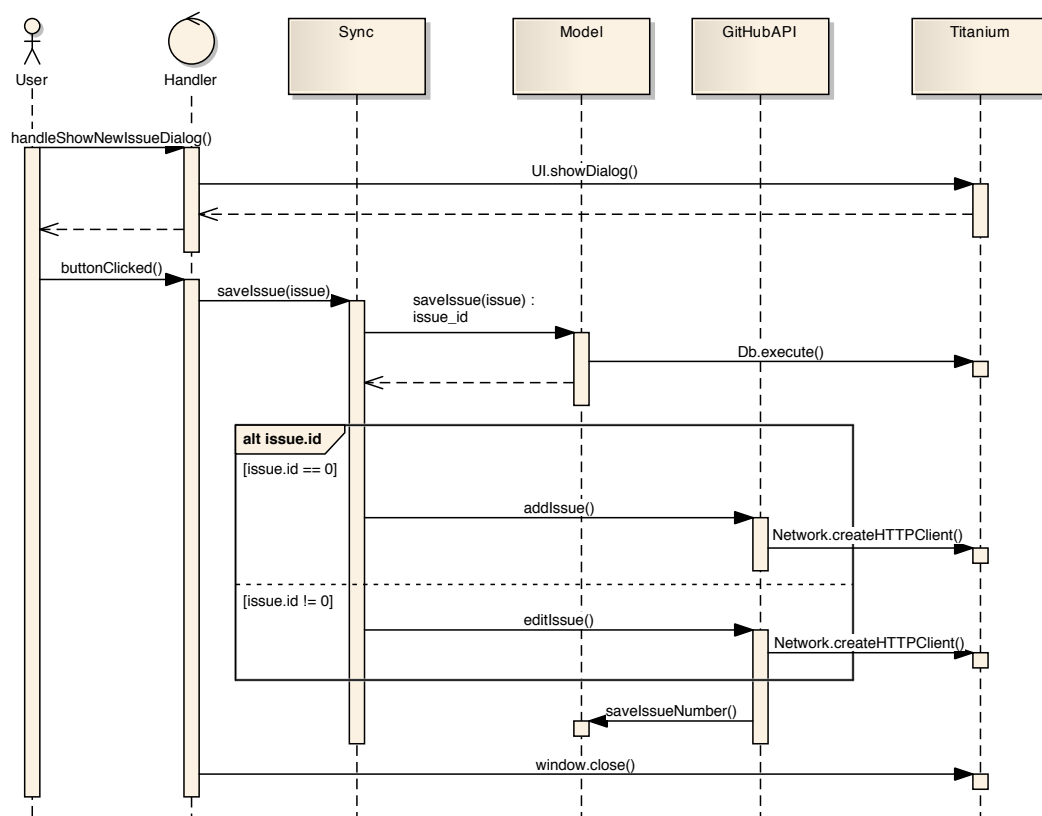 Sync
Model
GitHubAPI
Titanium
User
Handler
handleShowNewIssueDialog()
UI.showDialog()
buttonClicked()
saveIssue(issue)
saveIssue(issue) :
issue_id
Db.execute()
alt issue.id
[issue.id == 0]
addIssue()
Network.createHTTPClient()
[issue.id != 0]
editIssue()
Network.createHTTPClient()
saveIssueNumber()
window.close()